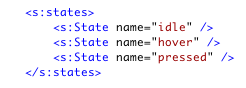 <s:states>
<s:State name="idle" />
<s:State name="hover" />
<s:State name="pressed" />
</s:states>